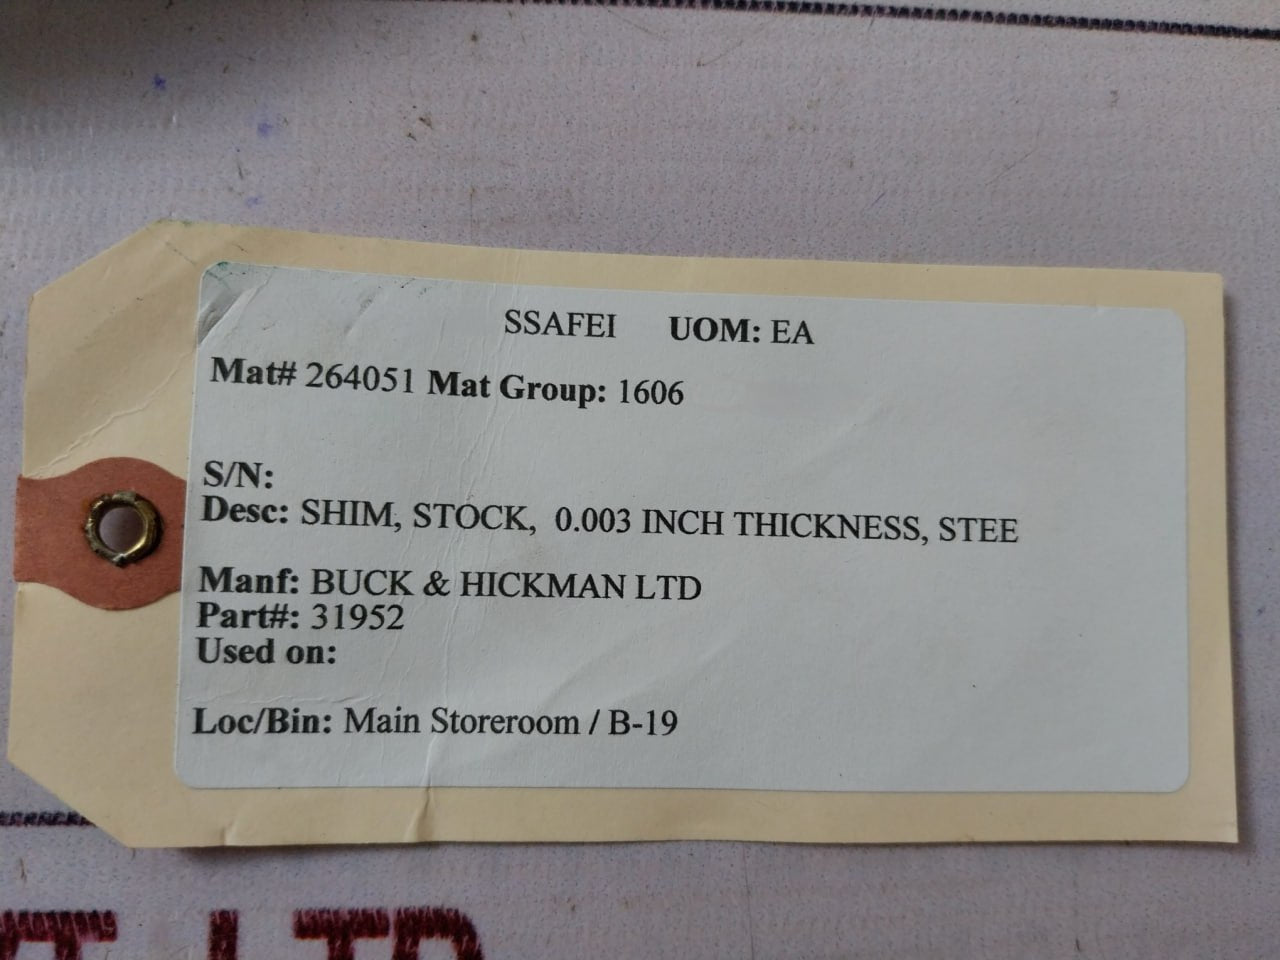 SSAFEI UOM: EA
Mat# 264051 Mat Group: 1606
S/N:
Desc: SHIM, STOCK, 0.003 INCH THICKNESS, STEE
Manf: BUCK & HICKMAN LTD
Part#: 31952
Used on:
Loc/Bin: Main Storeroom / B-19
LTD